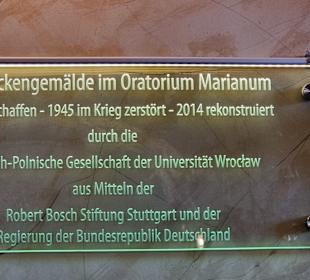 ckengemälde im Oratorium Marianum
chaffen - 1945 im Krieg zerstört - 2014 rekonstruiert
durch die
h-Polnische Gesellschaft der Universität Wrocław
aus Mitteln der
Robert Bosch Stiftung Stuttgart und der
Regierung der Bundesrepublik Deutschland